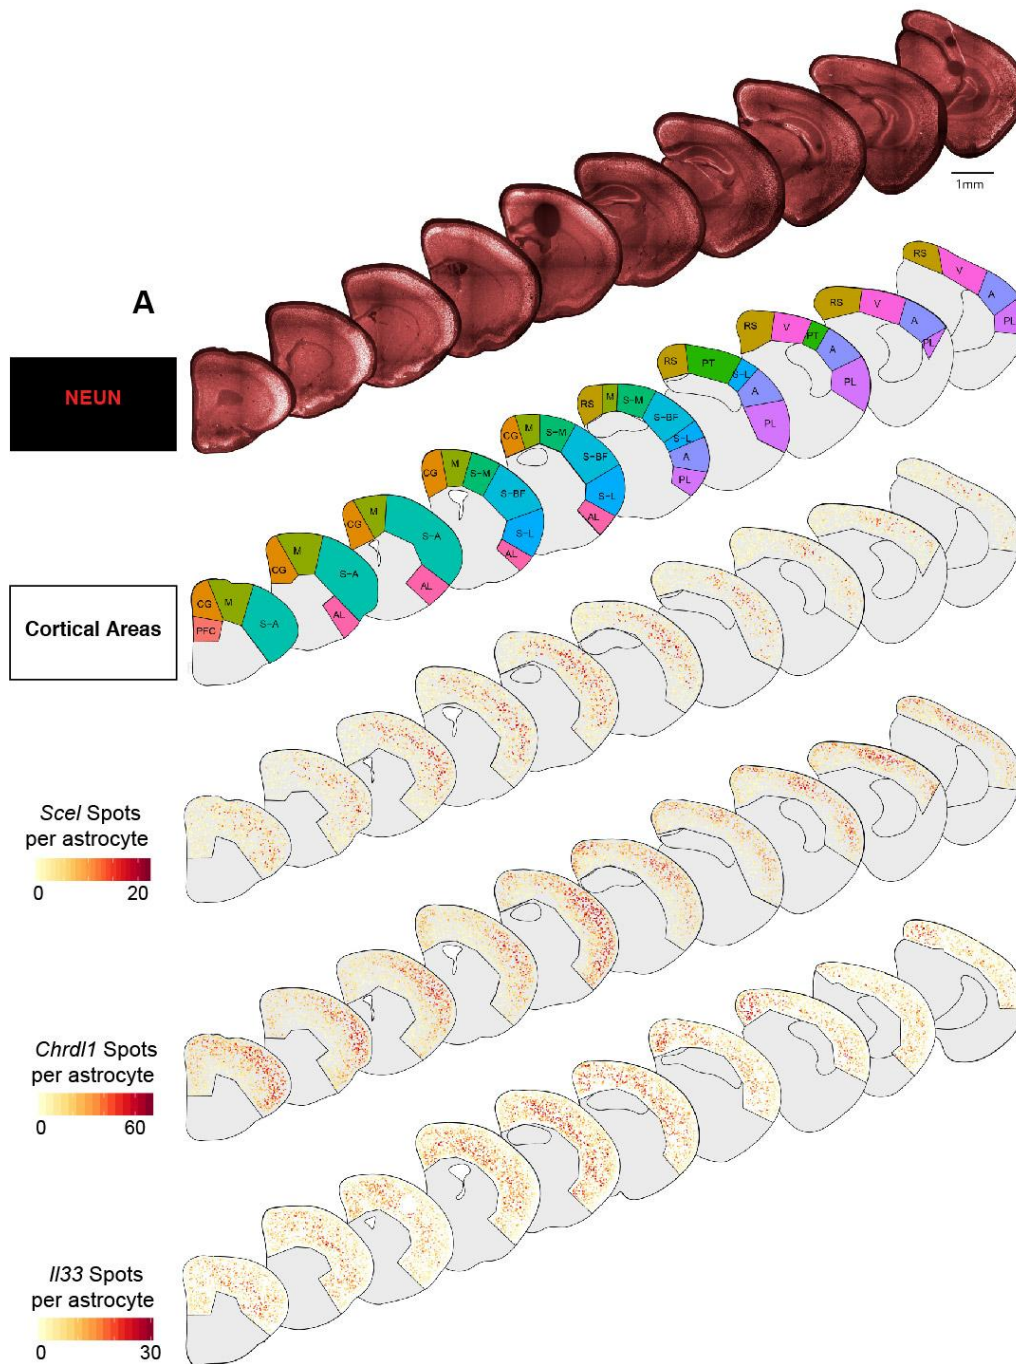 A
NEUN
1mm
RS
V
A
PL
RS
V
A
PL
RS
V
PT
A
PL
RS
PT
S-L
A
PL
RS
M
S-M
S-BF
S-L
A
PL
CG
M
S-M
S-BF
S-L
AL
CG
M
S-M
S-BF
S-L
AL
CG
M
S-A
AL
CG
M
S-A
AL
CG
M
S-A
PFC
Cortical Areas
Scel Spots
per astrocyte
0 20
Chrdl1 Spots
per astrocyte
0 60
Il33 Spots
per astrocyte
0 30